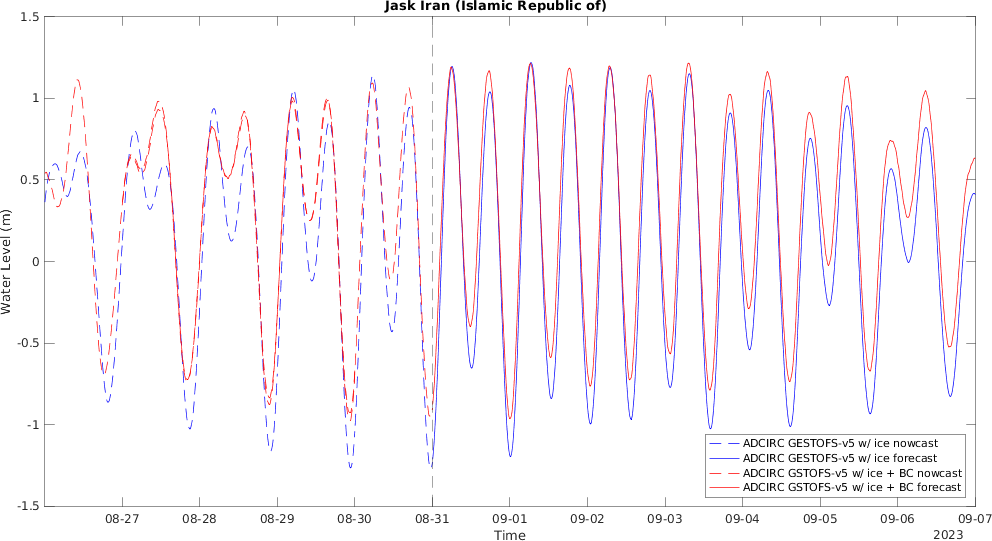 Jask Iran (Islamic Republic of)
1.5
1
0.5
0
-0.5
-1
-1.5
Water Level (m)
ADCIRC GESTOFS-v5 w/ ice nowcast
ADCIRC GESTOFS-v5 w/ ice forecast
ADCIRC GSTOFS-v5 w/ ice + BC nowcast
ADCIRC GSTOFS-v5 w/ ice + BC forecast
08-27 08-28 08-29 08-30 08-31 09-01 09-02 09-03 09-04 09-05 09-06 09-07
Time
2023